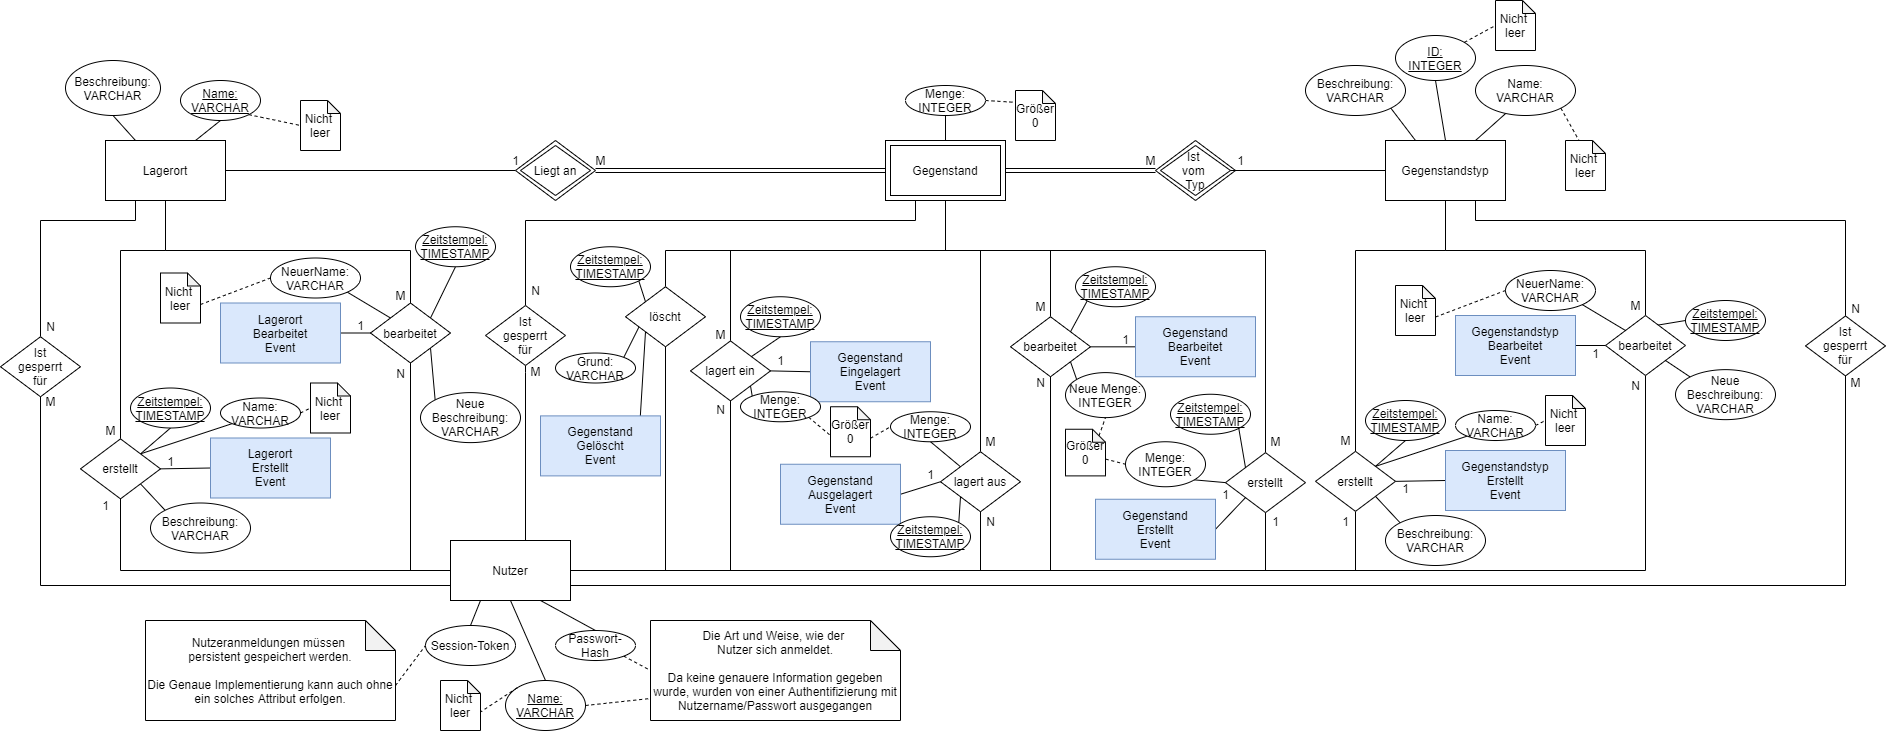 Nicht
leer
ID:
INTEGER
Beschreibung:
VARCHAR
Name:
VARCHAR
Nicht
leer
Beschreibung:
VARCHAR
Name:
VARCHAR
Nicht
leer
Menge:
INTEGER
Größer
0
Lagerort
1
Liegt an
M
Gegenstand
M
Ist
vom
Typ
1
Gegenstandstyp
N
Ist
gesperrt
für
M
Zeitstempel:
TIMESTAMP
NeuerName:
VARCHAR
Nicht
leer
Lagerort
Bearbeitet
Event
1
M
bearbeitet
N
Neue
Beschreibung:
VARCHAR
Zeitstempel:
TIMESTAMP
Name:
VARCHAR
Nicht
leer
M
erstellt
1
1
Lagerort
Erstellt
Event
Beschreibung:
VARCHAR
N
Ist
gesperrt
für
M
Zeitstempel:
TIMESTAMP
löscht
Grund:
VARCHAR
Gegenstand
Gelöscht
Event
Zeitstempel:
TIMESTAMP
M
lagert ein
N
1
Gegenstand
Eingelagert
Event
Menge:
INTEGER
Größer
0
Menge:
INTEGER
M
lagert aus
N
1
Gegenstand
Ausgelagert
Event
Zeitstempel:
TIMESTAMP
Zeitstempel:
TIMESTAMP
M
bearbeitet
N
1
Gegenstand
Bearbeitet
Event
Neue Menge:
INTEGER
Größer
0
Zeitstempel:
TIMESTAMP
Menge:
INTEGER
M
erstellt
1
1
Gegenstand
Erstellt
Event
NeuerName:
VARCHAR
Nicht
leer
Gegenstandstyp
Bearbeitet
Event
1
M
bearbeitet
N
Zeitstempel:
TIMESTAMP
Neue
Beschreibung:
VARCHAR
Zeitstempel:
TIMESTAMP
Name:
VARCHAR
Nicht
leer
M
erstellt
1
1
Gegenstandstyp
Erstellt
Event
Beschreibung:
VARCHAR
N
Ist
gesperrt
für
M
Nutzer
Nutzeranmeldungen müssen
persistent gespeichert werden.
Die Genaue Implementierung kann auch ohne
ein solches Attribut erfolgen.
Session-Token
Nicht
leer
Name:
VARCHAR
Passwort-
Hash
Die Art und Weise, wie der
Nutzer sich anmeldet.
Da keine genauere Information gegeben
wurde, wurden von einer Authentifizierung mit
Nutzername/Passwort ausgegangen